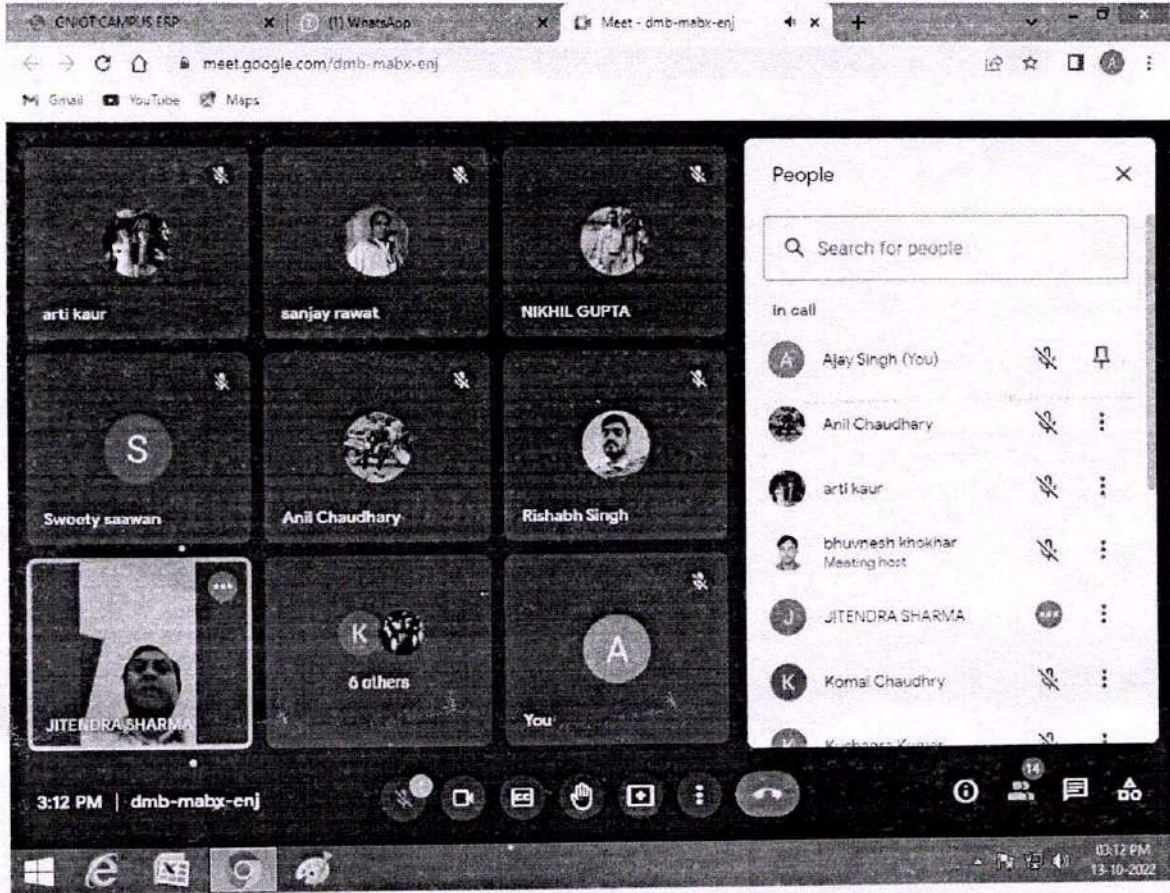 GNIOT CAMPUS ERP
(1) WhatsApp
Meet - dmb-mabx-enj
meet.google.com/dmb-mabx-enj
A
Gmail YouTube Maps
arti kaur
sanjay rawat
NIKHIL GUPTA
S
Sweety saawan
Anil Chaudhary
Rishabh Singh
JITENDRA SHARMA
K
6 others
A
You
People
Search for people
In call
A Ajay Singh (You)
Anil Chaudhary
arti kaur
bhuvnesh khokhar
Meeting host
J JITENDRA SHARMA
K Komal Chaudhry
K Kushagra Kumar
3:12 PM | dmb-mabx-enj
CC
14
03:12 PM
13-10-2022